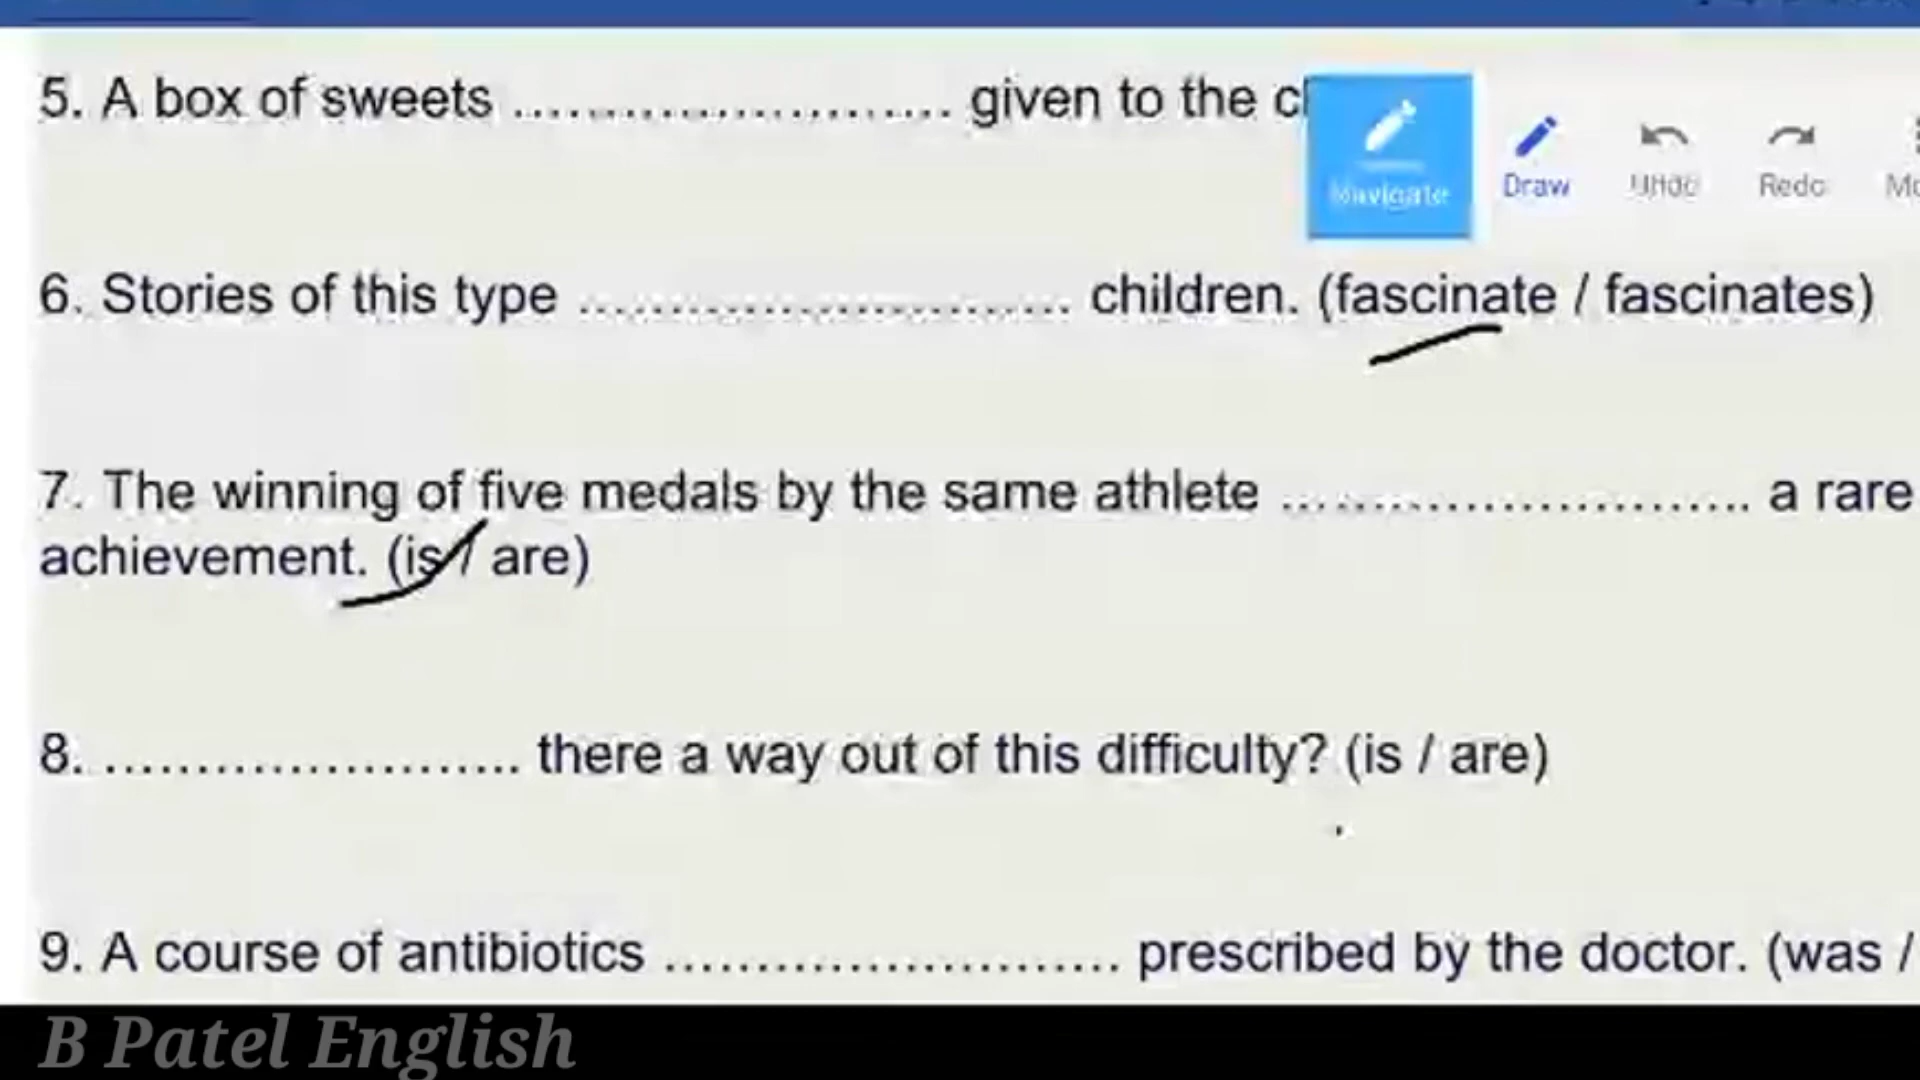 5. A box of sweets ........................ given to the
Navigate
Draw
Undo
Redo
6. Stories of this type ........................... children. (fascinate / fascinates)
7. The winning of five medals by the same athlete .......................... a rare
achievement. (is / are)
8. ....................... there a way out of this difficulty? (is / are)
9. A course of antibiotics ......................... prescribed by the doctor. (was /
B Patel English